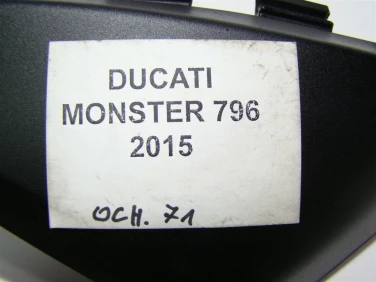 DUCATI
MONSTER 796
2015
OCH. 71